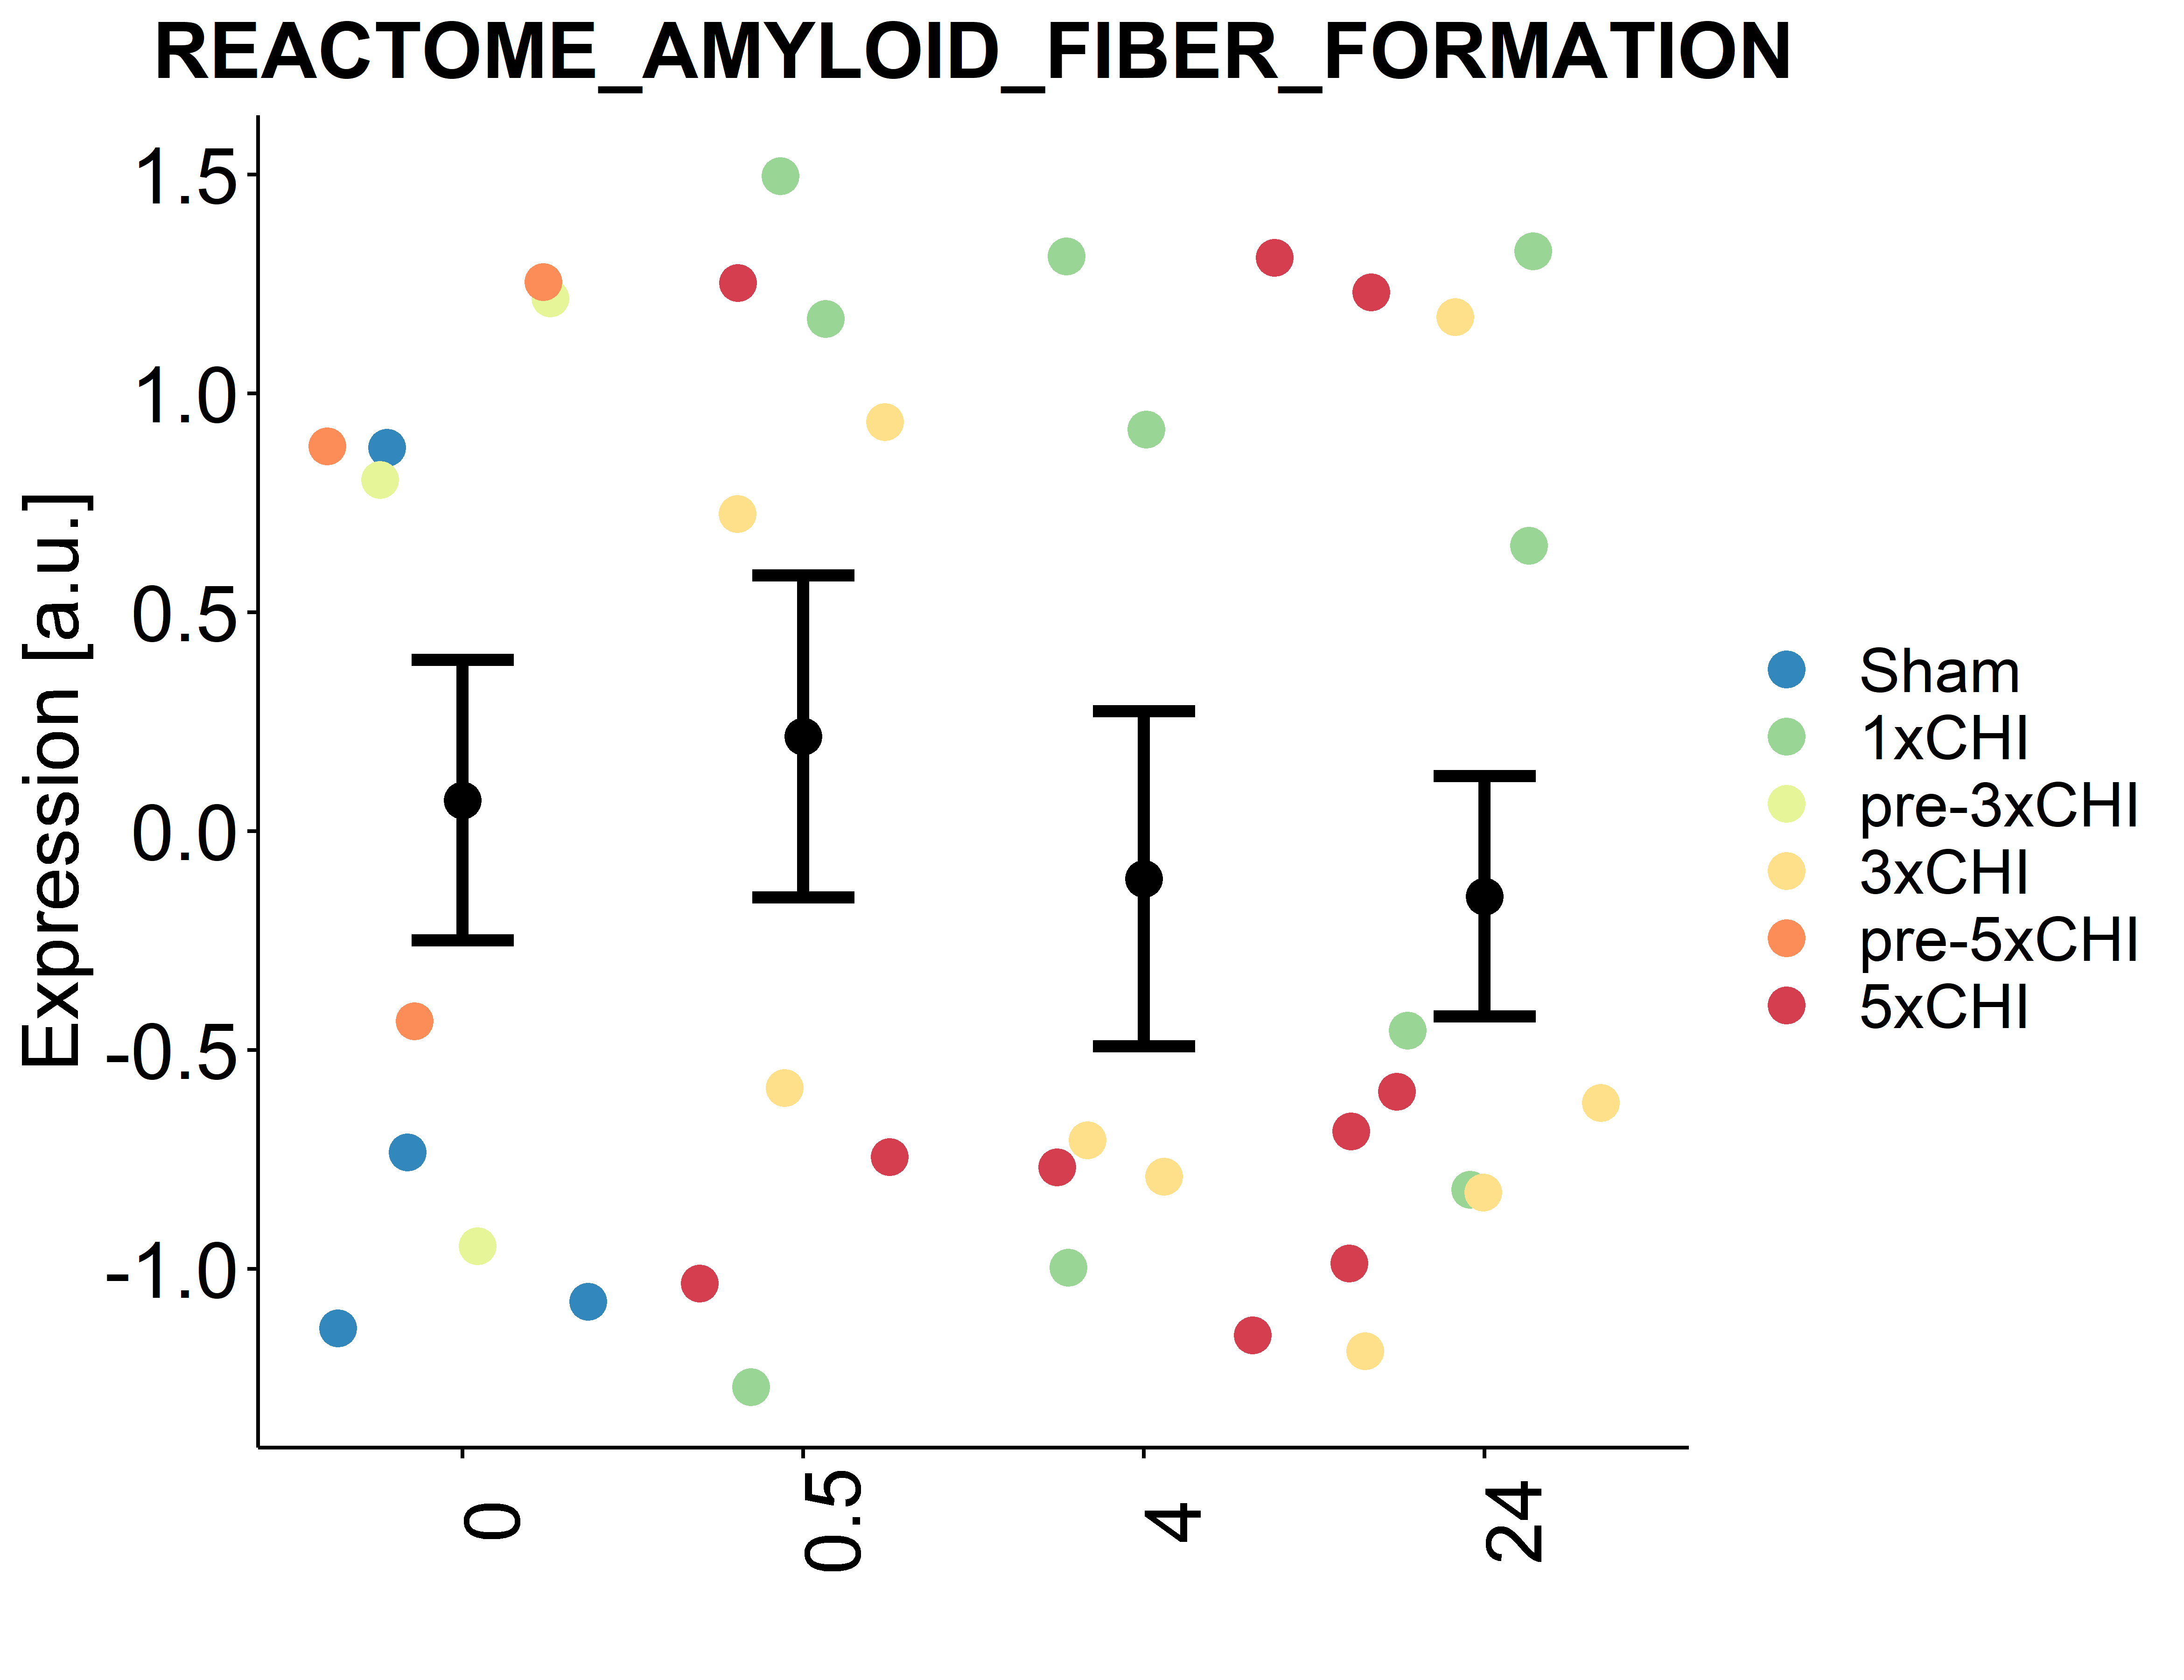 REACTOME_AMYLOID_FIBER_FORMATION
Expression [a.u.]
1.5
1.0
0.5
0.0
-0.5
-1.0
0
0.5
4
24
Sham
1xCHI
pre-3xCHI
3xCHI
pre-5xCHI
5xCHI